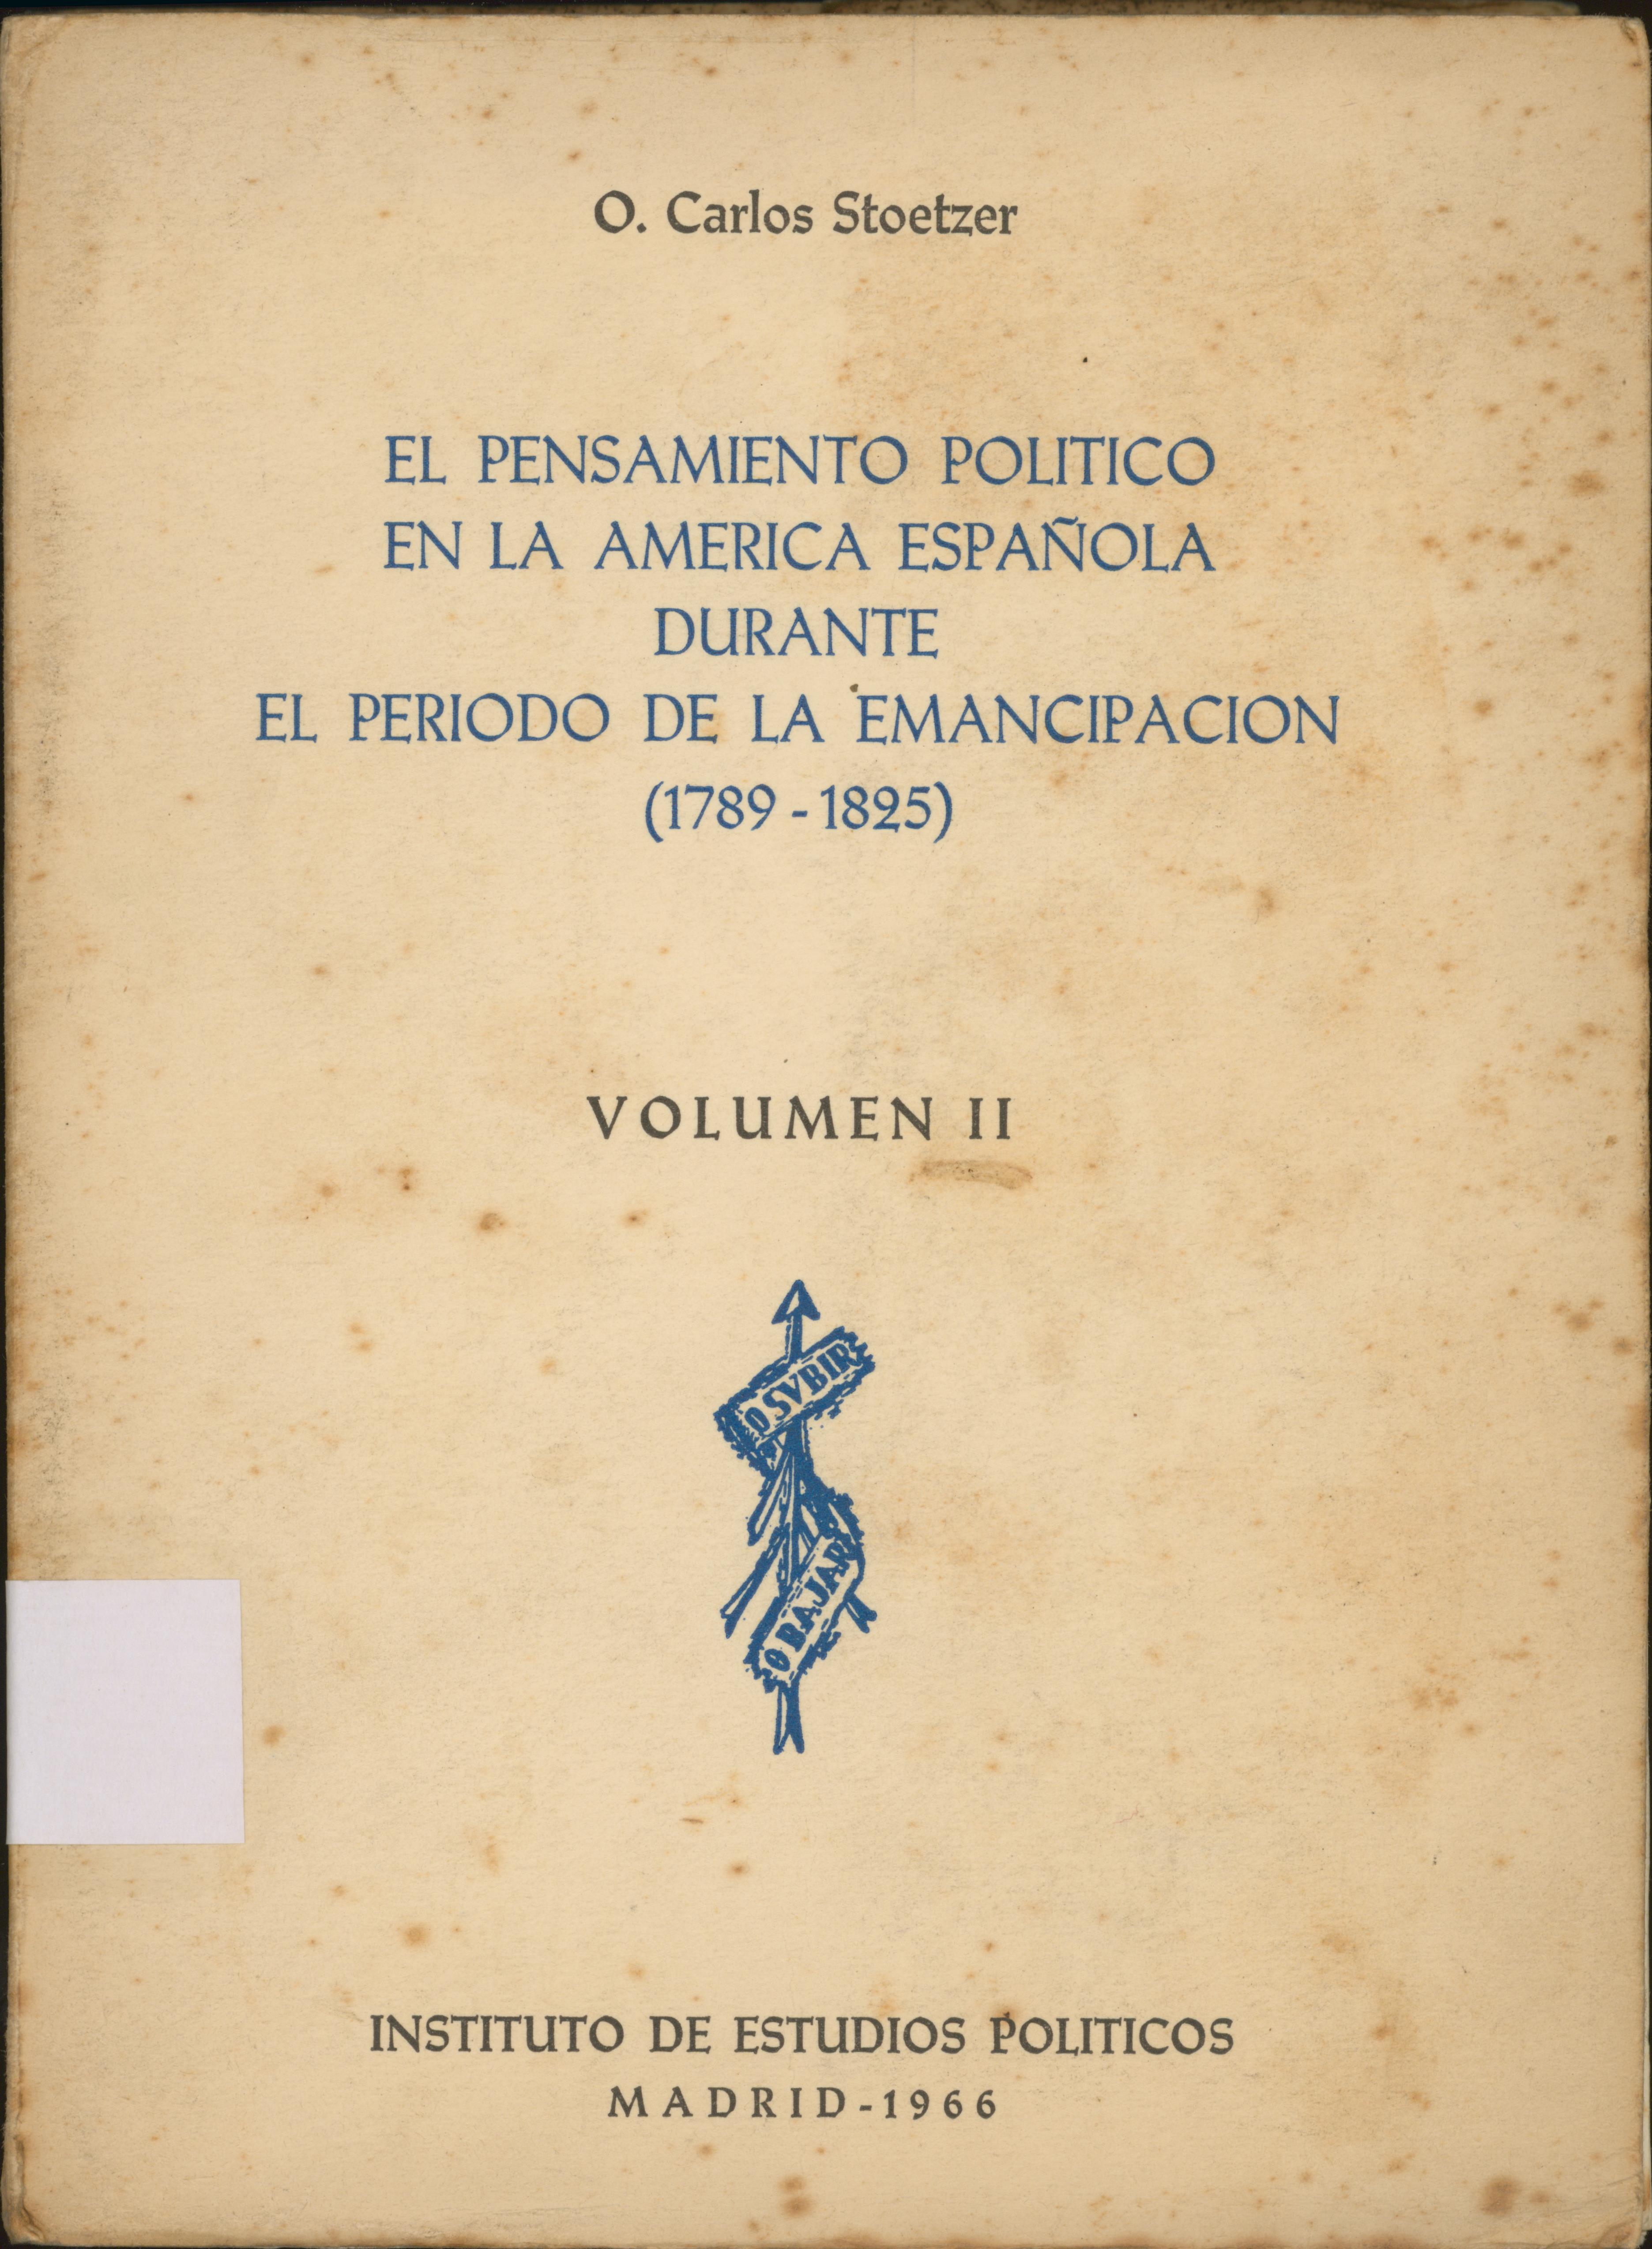 O. Carlos Stoetzer
EL PENSAMIENTO POLITICO
EN LA AMERICA ESPAÑOLA
DURANTE
EL PERIODO DE LA EMANCIPACION
(1789 - 1825)
VOLUMEN II
O SVBIR
O BAJAR
INSTITUTO DE ESTUDIOS POLITICOS
MADRID-1966